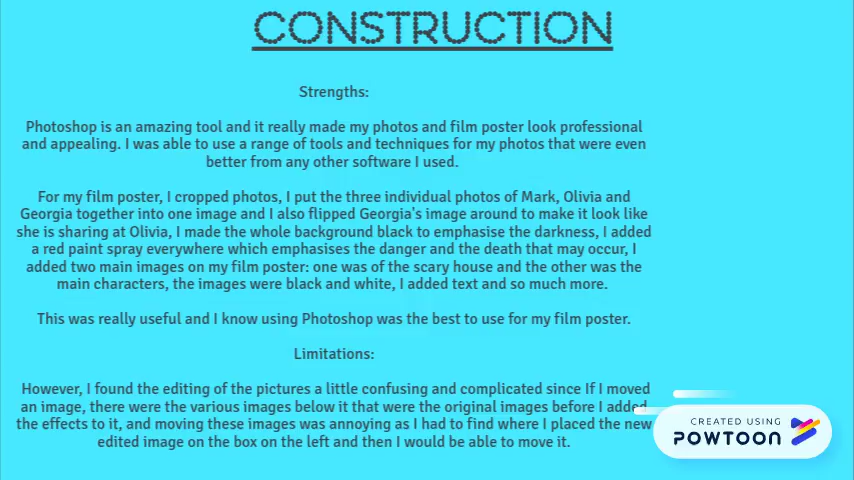 CONSTRUCTION
Strengths:
Photoshop is an amazing tool and it really made my photos and film poster look professional
and appealing. I was able to use a range of tools and techniques for my photos that were even
better from any other software I used.
For my film poster, I cropped photos, I put the three individual photos of Mark, Olivia and
Georgia together into one image and I also flipped Georgia's image around to make it look like
she is sharing at Olivia, I made the whole background black to emphasise the darkness, I added
a red paint spray everywhere which emphasises the danger and the death that may occur, I
added two main images on my film poster: one was of the scary house and the other was the
main characters, the images were black and white, I added text and so much more.
This was really useful and I know using Photoshop was the best to use for my film poster.
Limitations:
However, I found the editing of the pictures a little confusing and complicated since If I moved
an image, there were the various images below it that were the original images before I added
the effects to it, and moving these images was annoying as I had to find where I placed the new
edited image on the box on the left and then I would be able to move it.
CREATED USING
POWTOON